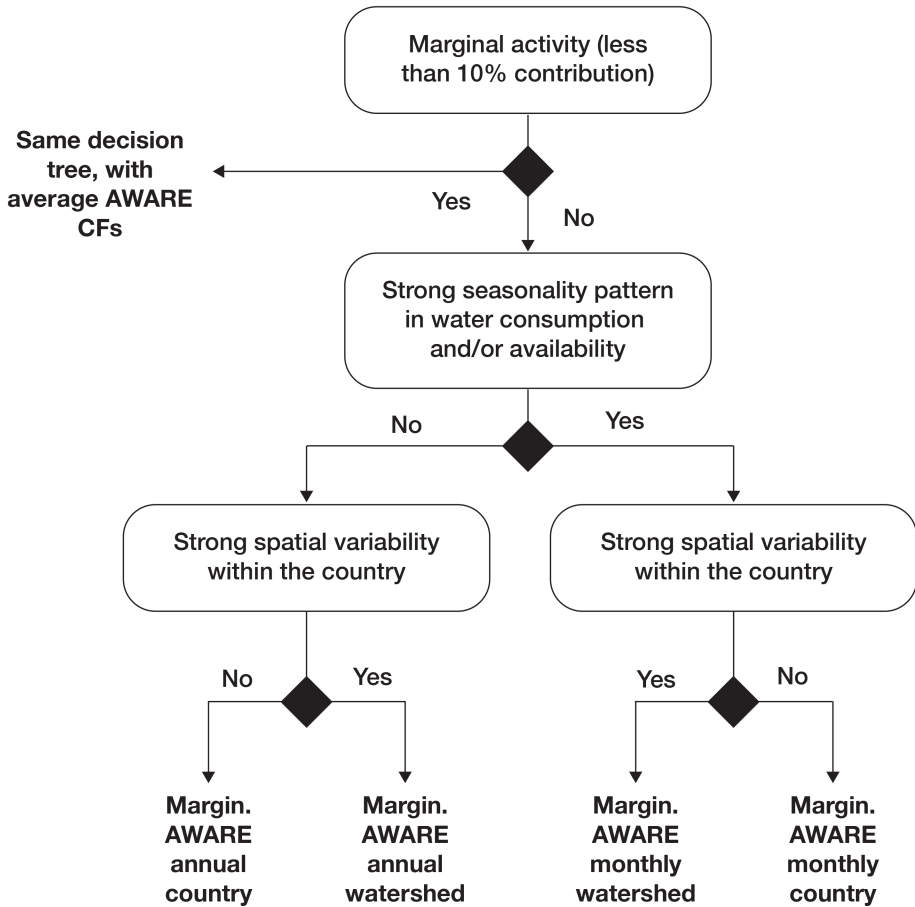 Marginal activity (less
than 10% contribution)
Same decision
tree, with
average AWARE
CFs
Yes
No
Strong seasonality pattern
in water consumption
and/or availability
No
Yes
Strong spatial variability
within the country
Strong spatial variability
within the country
No
Yes
Yes
No
Margin.
AWARE
annual
country
Margin.
AWARE
annual
watershed
Margin.
AWARE
monthly
watershed
Margin.
AWARE
monthly
country